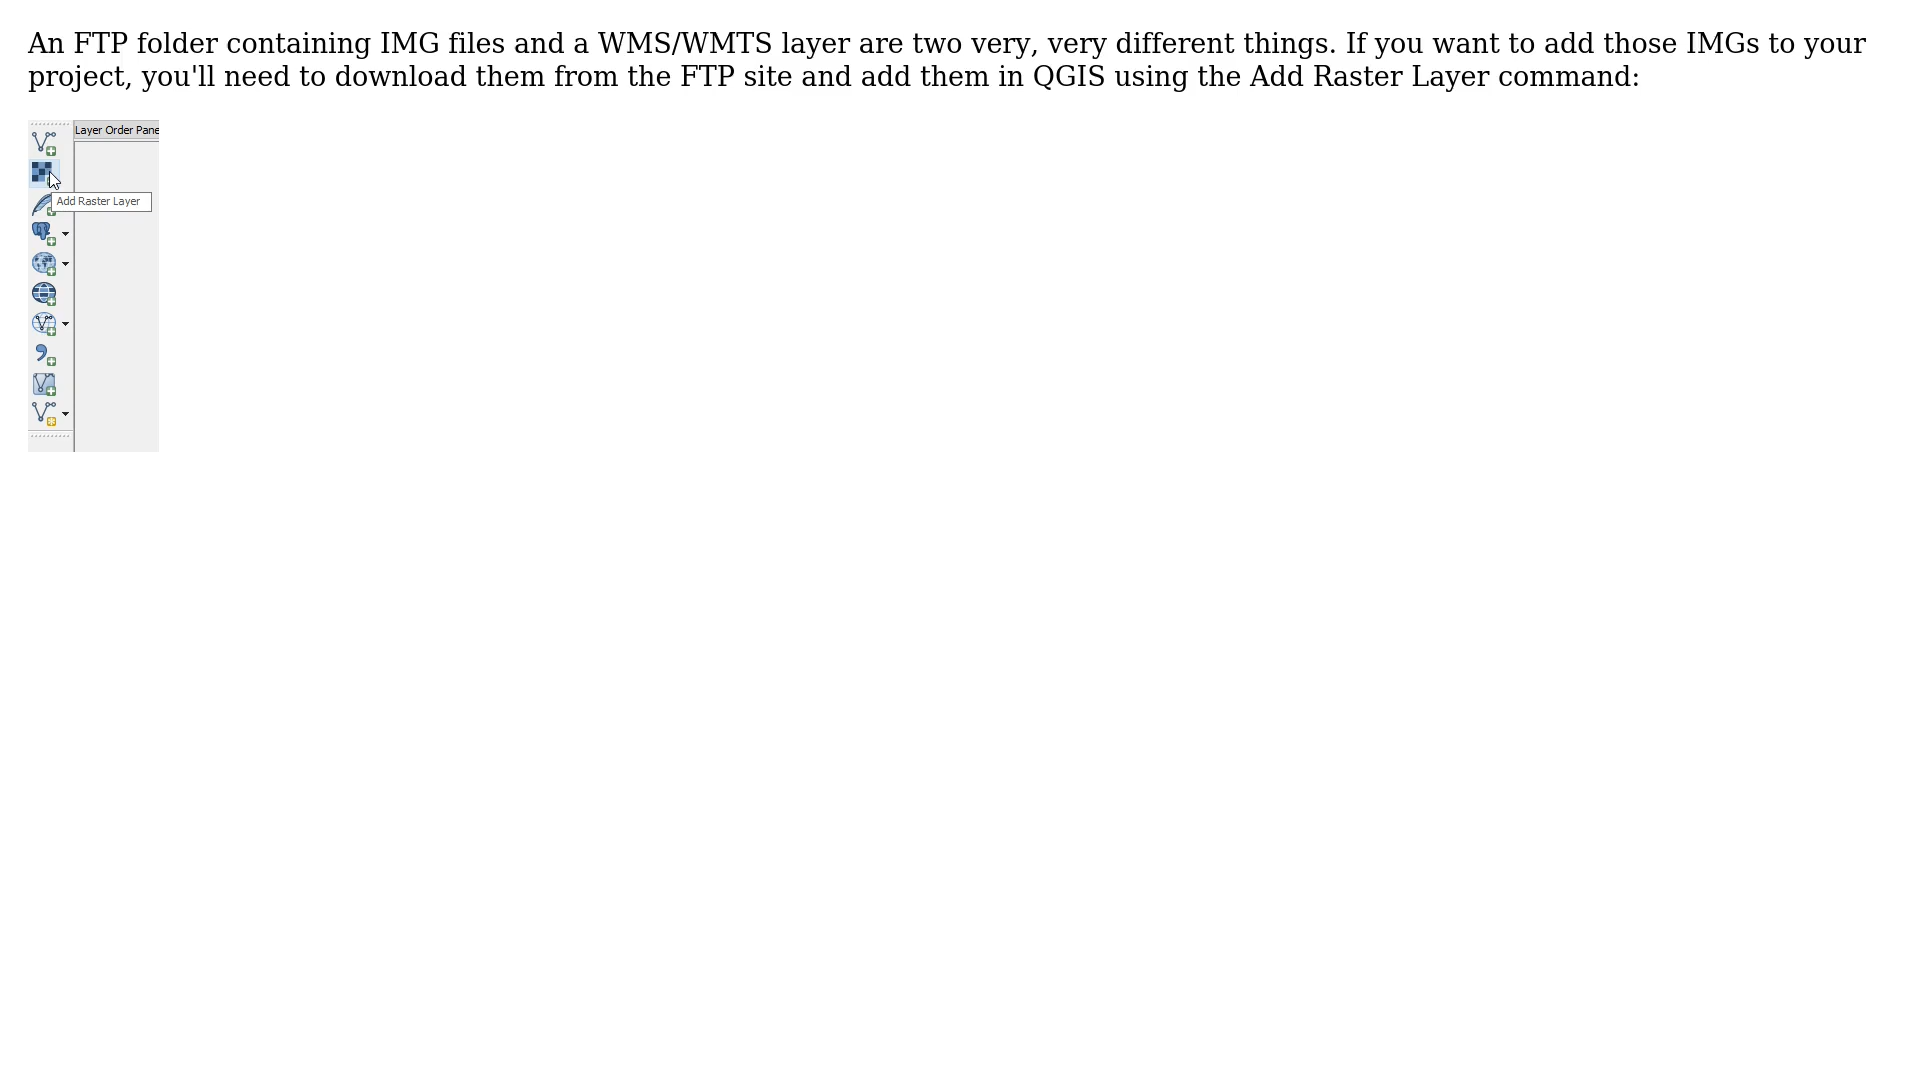 An FTP folder containing IMG files and a WMS/WMTS layer are two very, very different things. If you want to add those IMGs to your
project, you'll need to download them from the FTP site and add them in QGIS using the Add Raster Layer command:
Layer Order Pane
Add Raster Layer